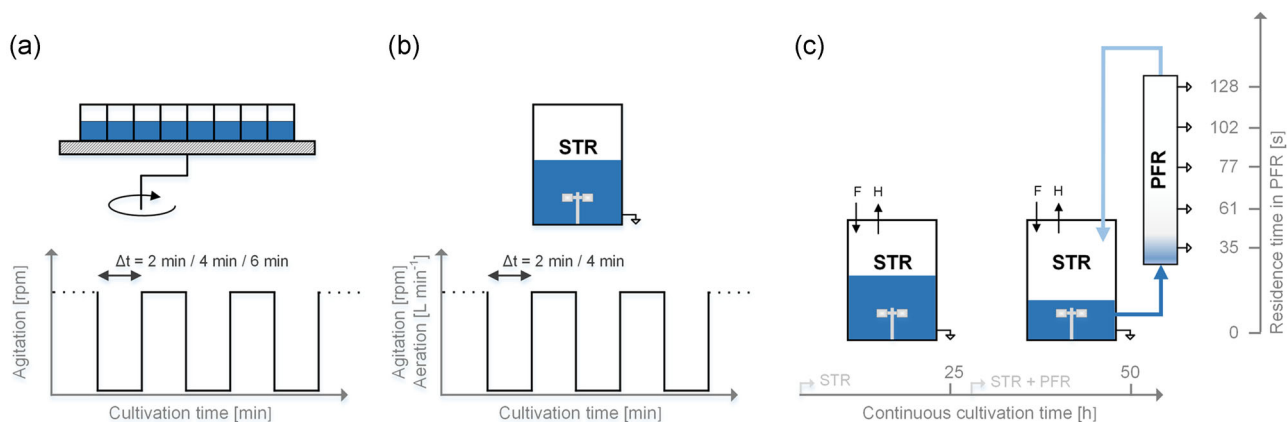 (a)
Agitation [rpm]
Δt = 2 min / 4 min / 6 min
Cultivation time [min]
(b)
STR
Agitation [rpm]
Aeration [L min⁻¹]
Δt = 2 min / 4 min
Cultivation time [min]
(c)
F H
STR
F H
STR
PFR
128
102
77
61
35
0
Residence time in PFR [s]
STR
25
STR + PFR
50
Continuous cultivation time [h]